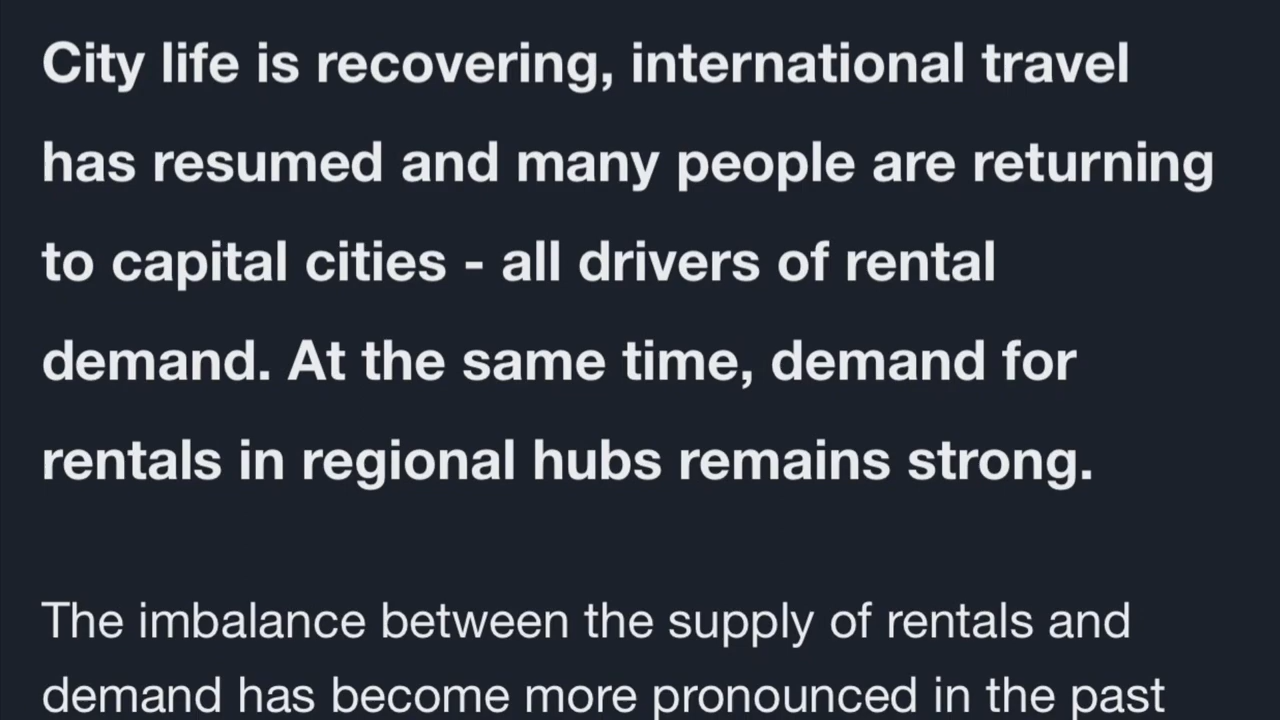 City life is recovering, international travel
has resumed and many people are returning
to capital cities - all drivers of rental
demand. At the same time, demand for
rentals in regional hubs remains strong.
The imbalance between the supply of rentals and
demand has become more pronounced in the past